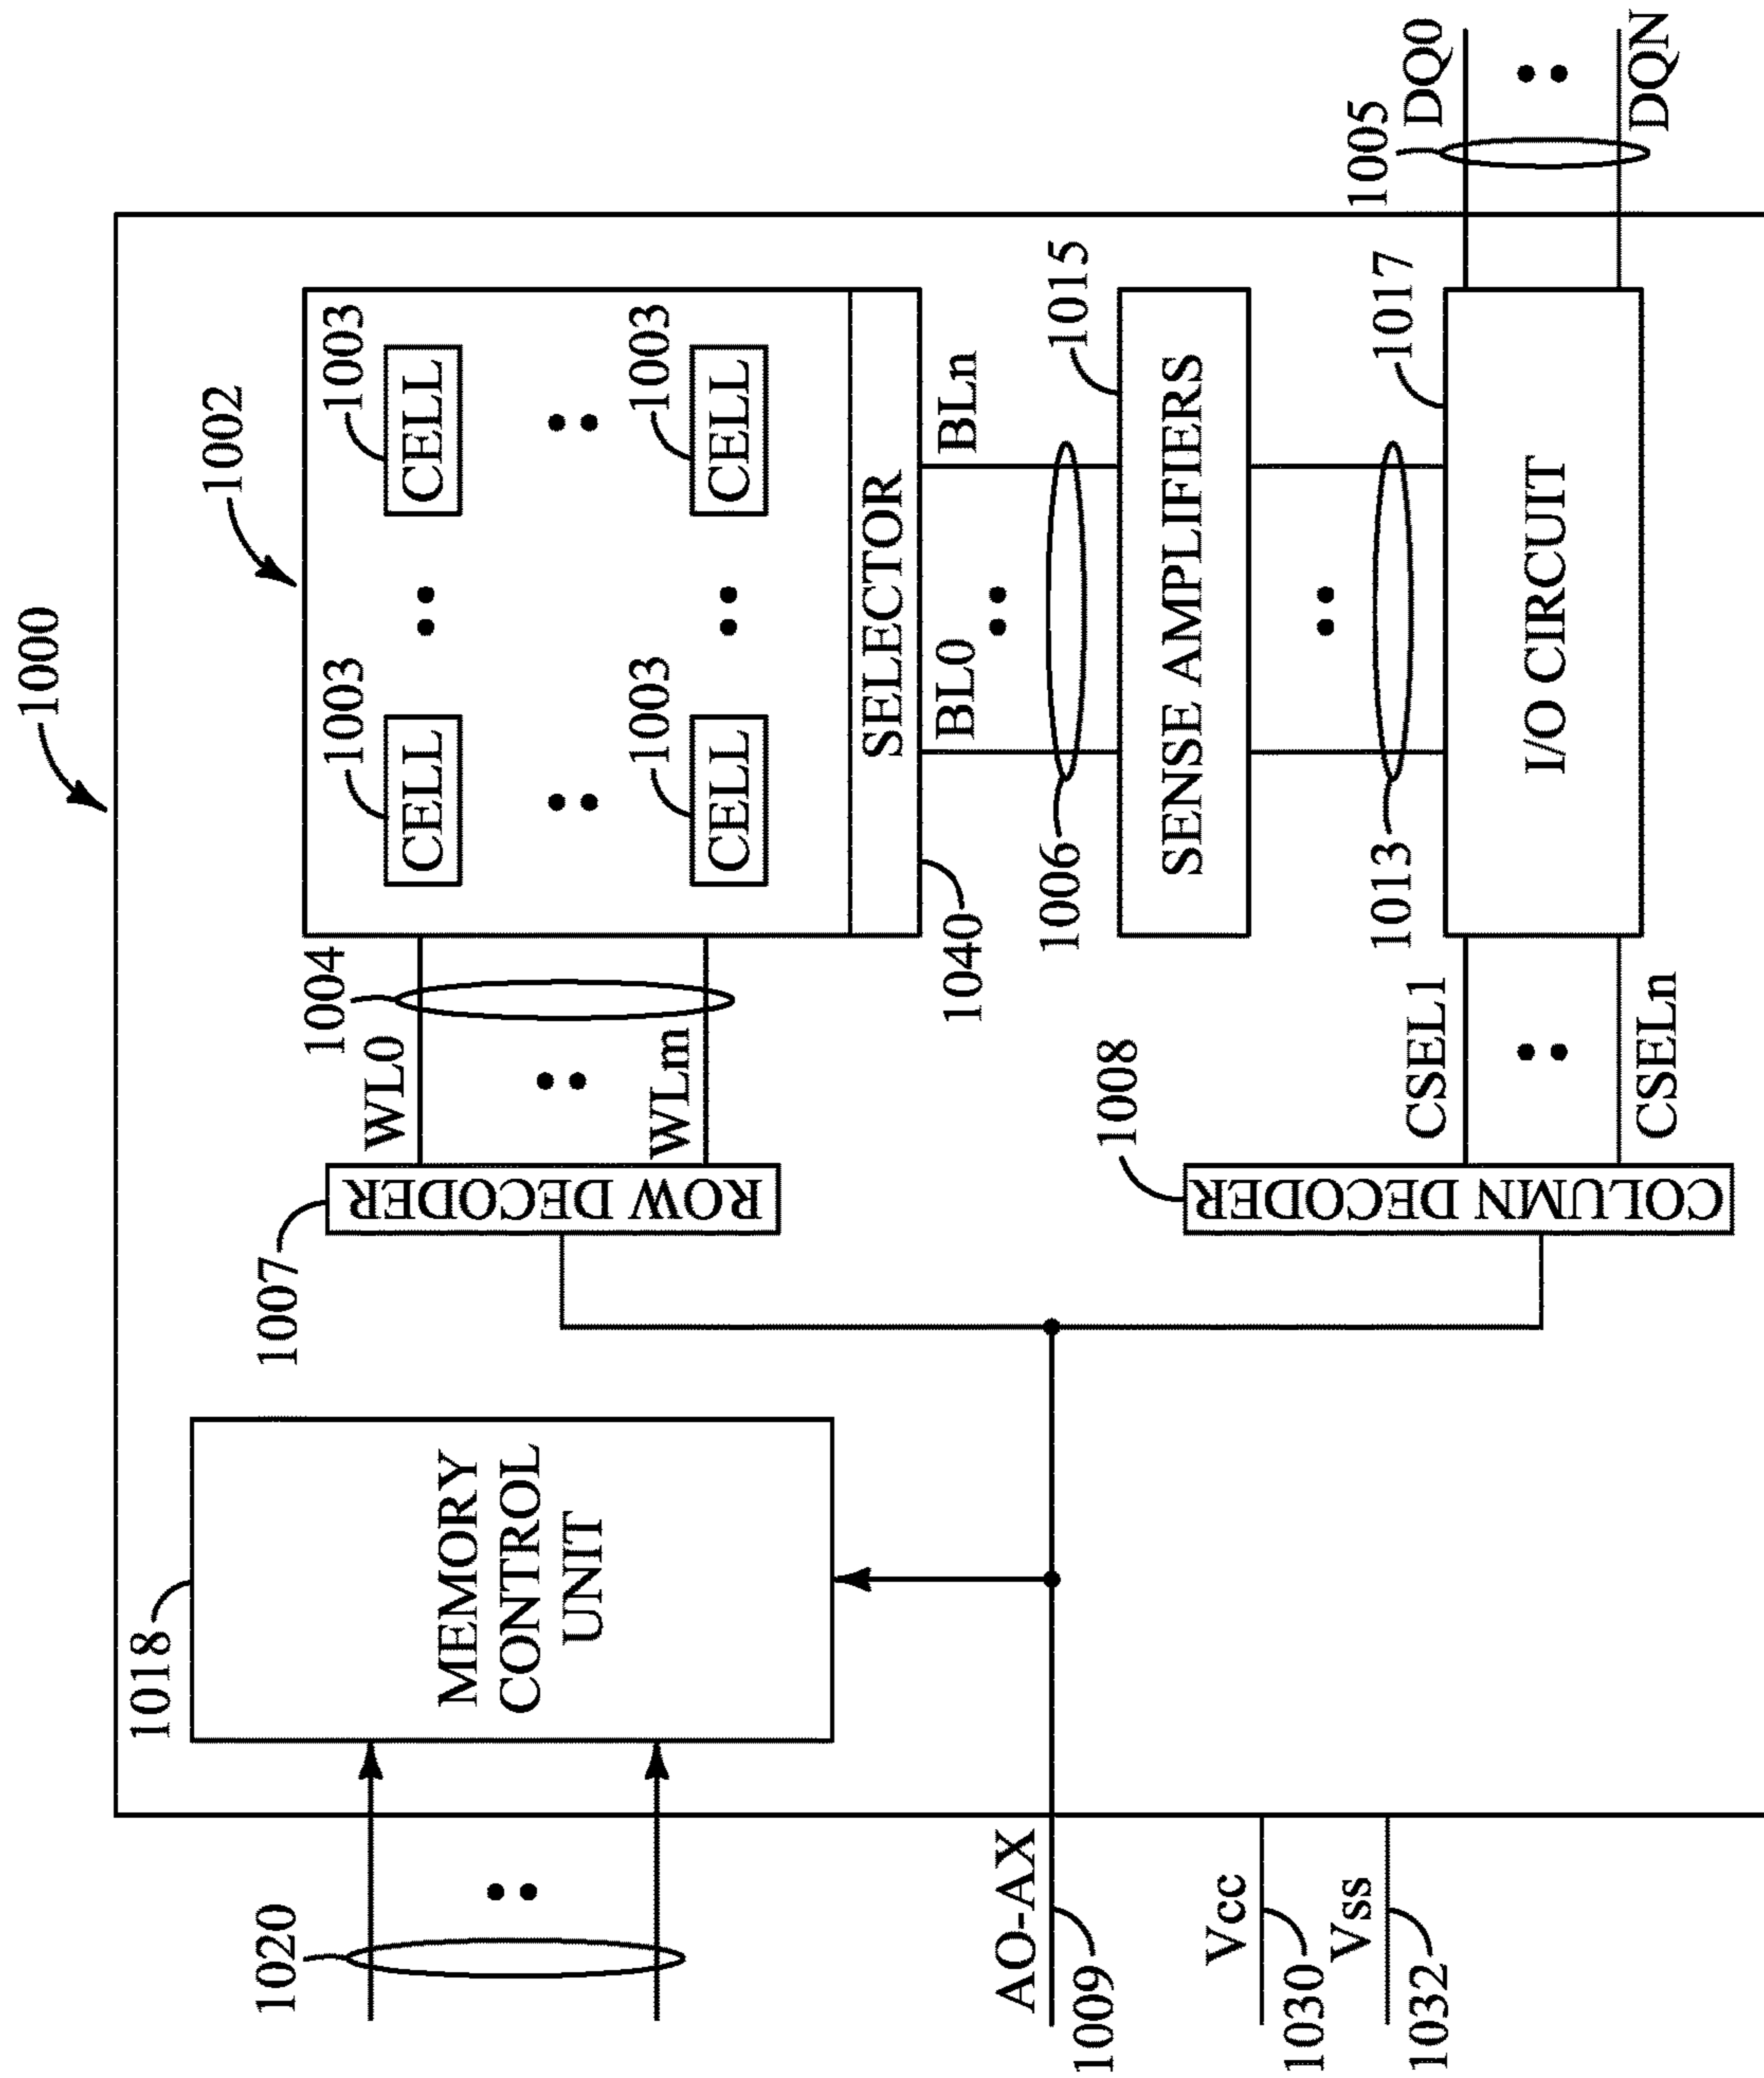 1000
1002
1018
1020
MEMORY
CONTROL
UNIT
1007
ROW DECODER
1004
WL0
WLm
1003
1003
CELL
CELL
1003
1003
CELL
CELL
SELECTOR
1040
BL0
BLn
1006
1015
SENSE AMPLIFIERS
AO-AX
1009
Vcc
1030
Vss
1032
1008
COLUMN DECODER
CSEL1
CSELn
1013
1017
I/O CIRCUIT
1005
DQ0
DQN